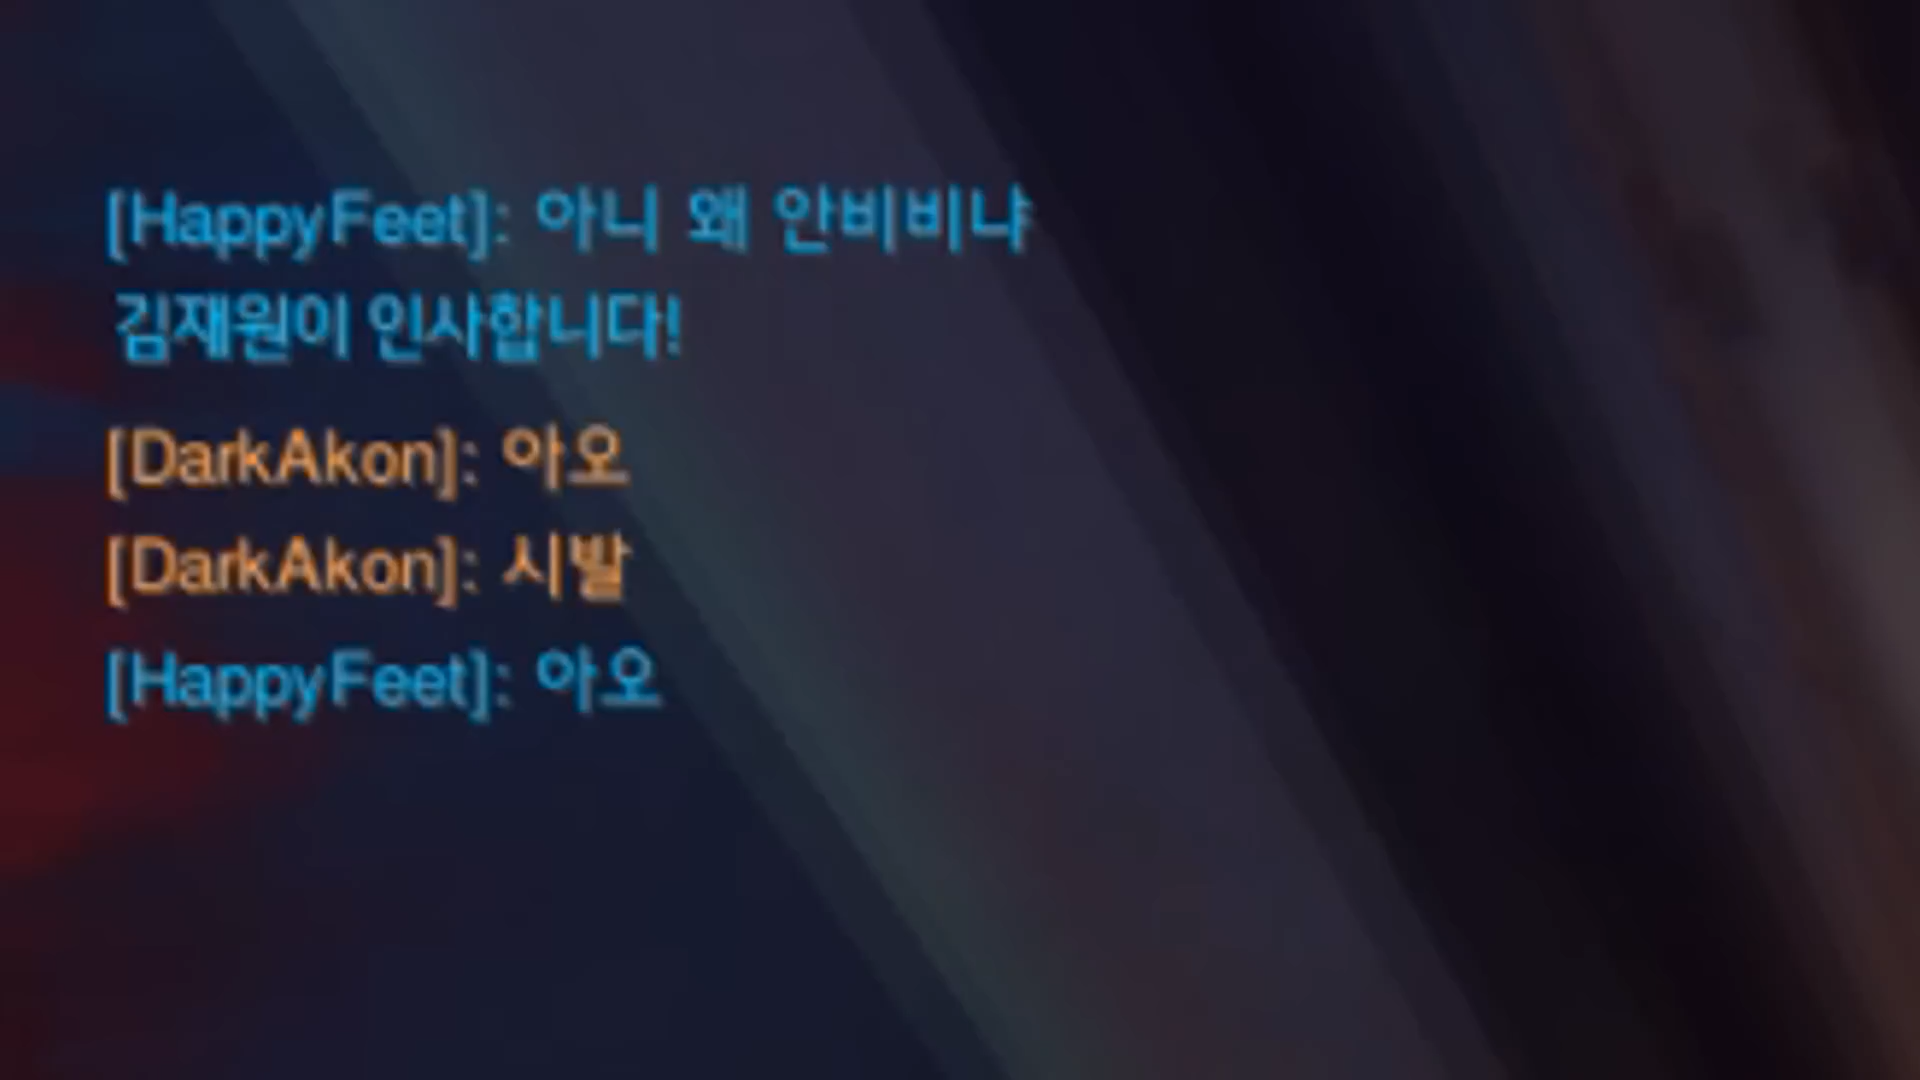 [HappyFeet]: 아니 왜 안비비냐
김재원이 인사합니다!
[DarkAkon]: 아오
[DarkAkon]: 시발
[HappyFeet]: 아오